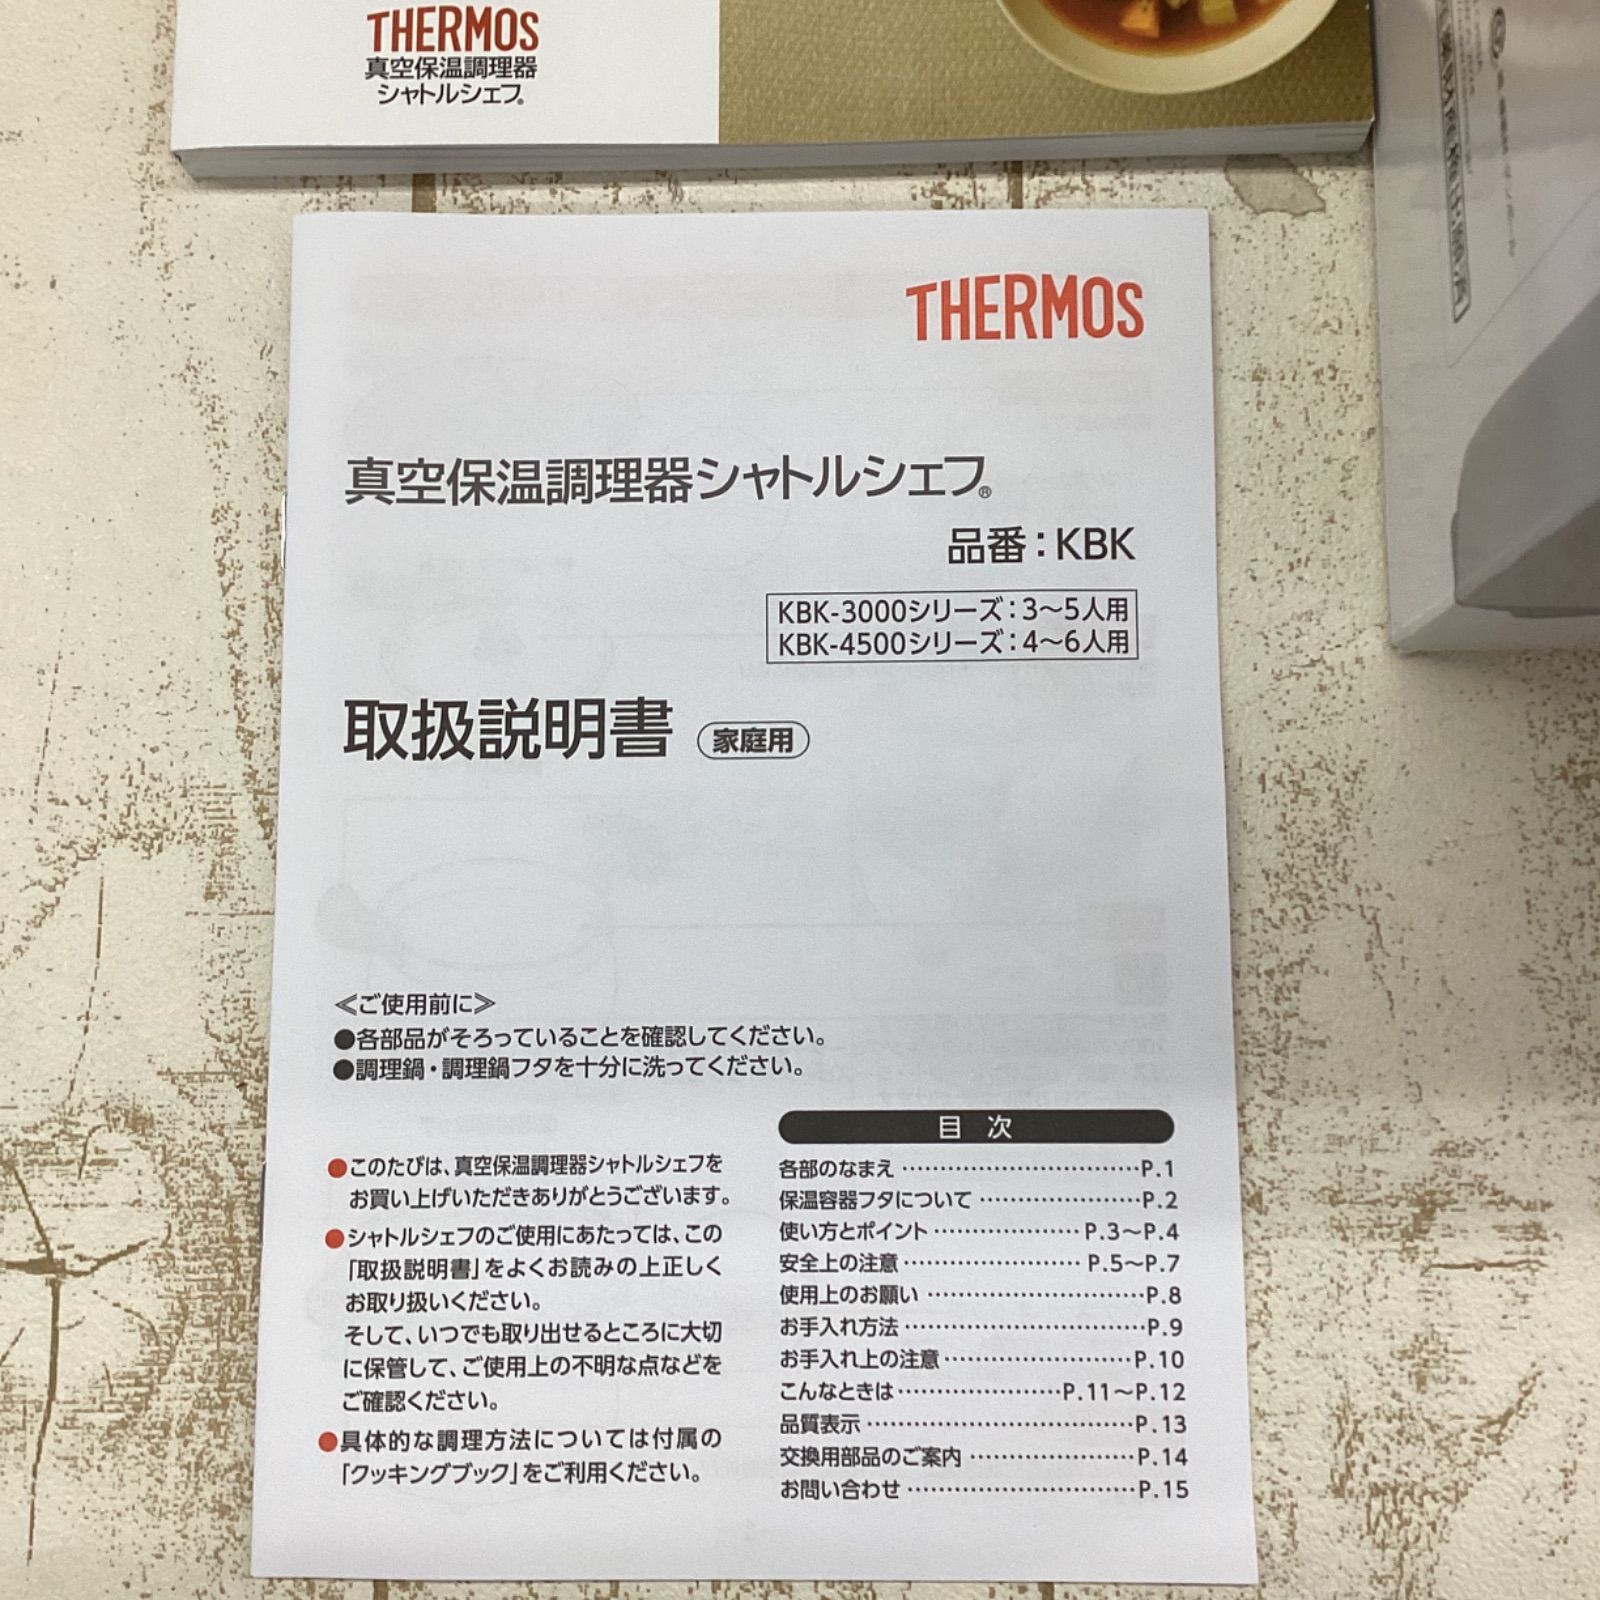 THERMOS
真空保温調理器
シャトルシェフ®
THERMOS
真空保温調理器シャトルシェフ®
品番：KBK
KBK-3000シリーズ：3〜5人用
KBK-4500シリーズ：4〜6人用
取扱説明書 家庭用
≪ご使用前に≫
●各部品がそろっていることを確認してください。
●調理鍋・調理鍋フタを十分に洗ってください。
●このたびは、真空保温調理器シャトルシェフを
お買い上げいただきありがとうございます。
●シャトルシェフのご使用にあたっては、この
「取扱説明書」をよくお読みの上正しく
お取り扱いください。
そして、いつでも取り出せるところに大切
に保管して、ご使用上の不明な点などを
ご確認ください。
●具体的な調理方法については付属の
「クッキングブック」をご利用ください。
目 次
各部のなまえ……………………………P.1
保温容器フタについて…………………P.2
使い方とポイント………………P.3〜P.4
安全上の注意…………………P.5〜P.7
使用上のお願い…………………………P.8
お手入れ方法……………………………P.9
お手入れ上の注意……………………P.10
こんなときは…………………P.11〜P.12
品質表示………………………………P.13
交換用部品のご案内…………………P.14
お問い合わせ…………………………P.15